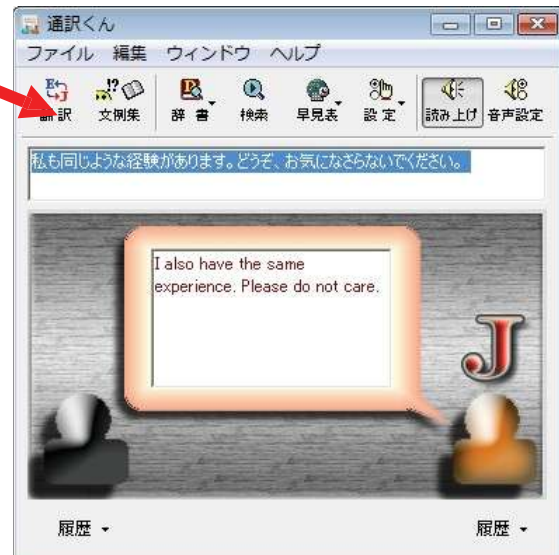 通訳くん
ファイル 編集 ウィンドウ ヘルプ
翻訳 文例集 辞書 検索 早見表 設定 読み上げ 音声設定
私も同じような経験があります。どうぞ、お気になさらないでください。
I also have the same
experience. Please do not care.
J
履歴 履歴